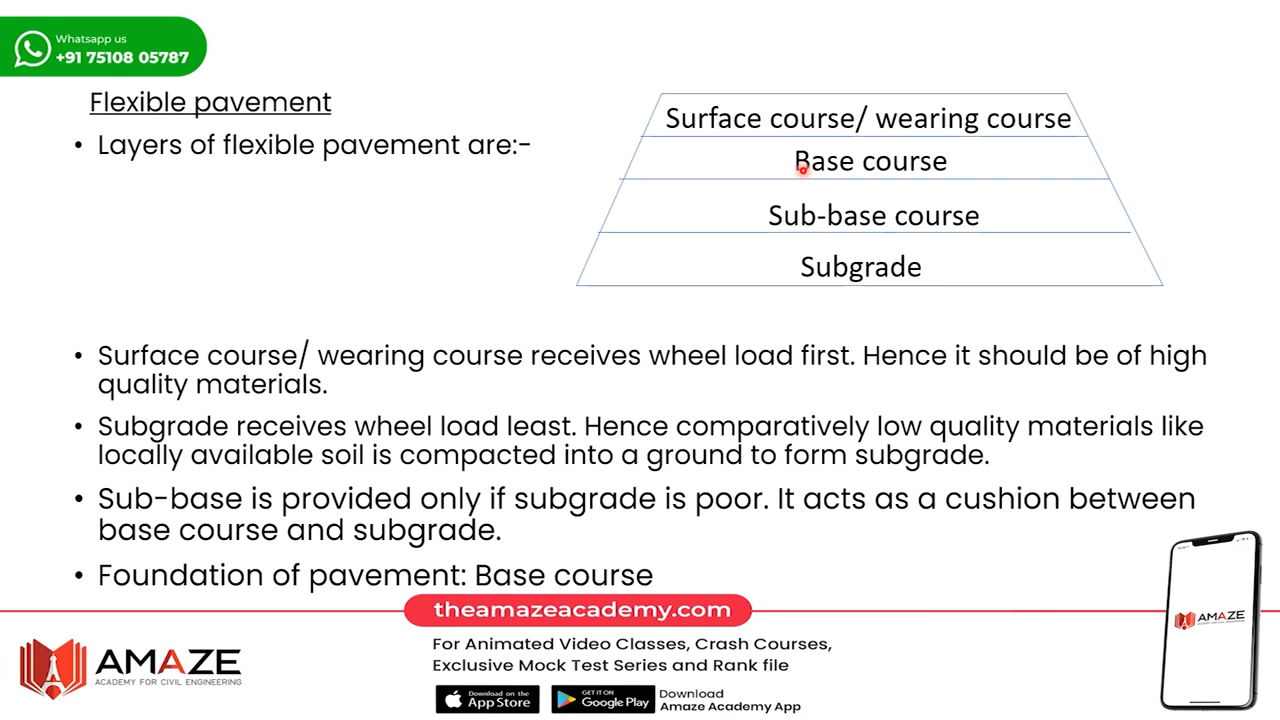 Whatsapp us
+91 75108 05787
Flexible pavement
• Layers of flexible pavement are:-
Surface course/ wearing course
Base course
Sub-base course
Subgrade
• Surface course/ wearing course receives wheel load first. Hence it should be of high
quality materials.
• Subgrade receives wheel load least. Hence comparatively low quality materials like
locally available soil is compacted into a ground to form subgrade.
• Sub-base is provided only if subgrade is poor. It acts as a cushion between
base course and subgrade.
• Foundation of pavement: Base course
theamazeacademy.com
AMAZE
ACADEMY FOR CIVIL ENGINEERING
For Animated Video Classes, Crash Courses,
Exclusive Mock Test Series and Rank file
Download on the
App Store
GET IT ON
Google Play
Download
Amaze Academy App
AMAZE